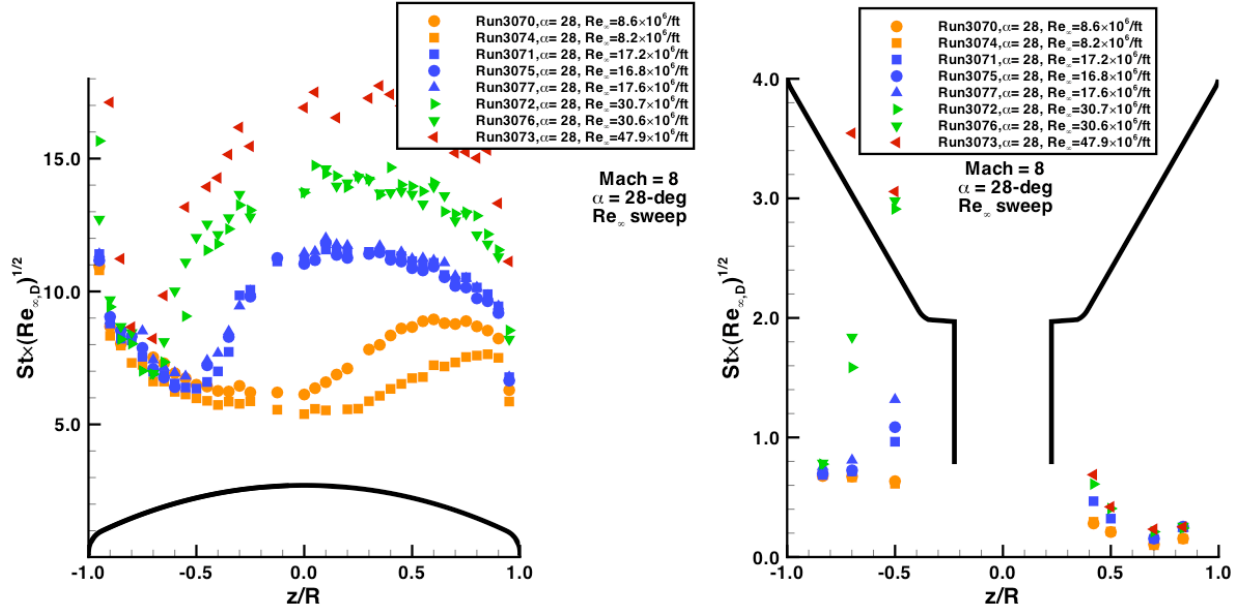 Run3070,α= 28, Re∞=8.6×10⁶/ft
Run3074,α= 28, Re∞=8.2×10⁶/ft
Run3071,α= 28, Re∞=17.2×10⁶/ft
Run3075,α= 28, Re∞=16.8×10⁶/ft
Run3077,α= 28, Re∞=17.6×10⁶/ft
Run3072,α= 28, Re∞=30.7×10⁶/ft
Run3076,α= 28, Re∞=30.6×10⁶/ft
Run3073,α= 28, Re∞=47.9×10⁶/ft
Mach = 8
α = 28-deg
Re∞ sweep
St×(Re∞,D)^1/2
15.0
10.0
5.0
-1.0 -0.5 0.0 0.5 1.0
z/R
Run3070,α= 28, Re∞=8.6×10⁶/ft
Run3074,α= 28, Re∞=8.2×10⁶/ft
Run3071,α= 28, Re∞=17.2×10⁶/ft
Run3075,α= 28, Re∞=16.8×10⁶/ft
Run3077,α= 28, Re∞=17.6×10⁶/ft
Run3072,α= 28, Re∞=30.7×10⁶/ft
Run3076,α= 28, Re∞=30.6×10⁶/ft
Run3073,α= 28, Re∞=47.9×10⁶/ft
Mach = 8
α = 28-deg
Re∞ sweep
St×(Re∞,D)^1/2
4.0
3.0
2.0
1.0
0.0
-1.0 -0.5 0.0 0.5 1.0
z/R